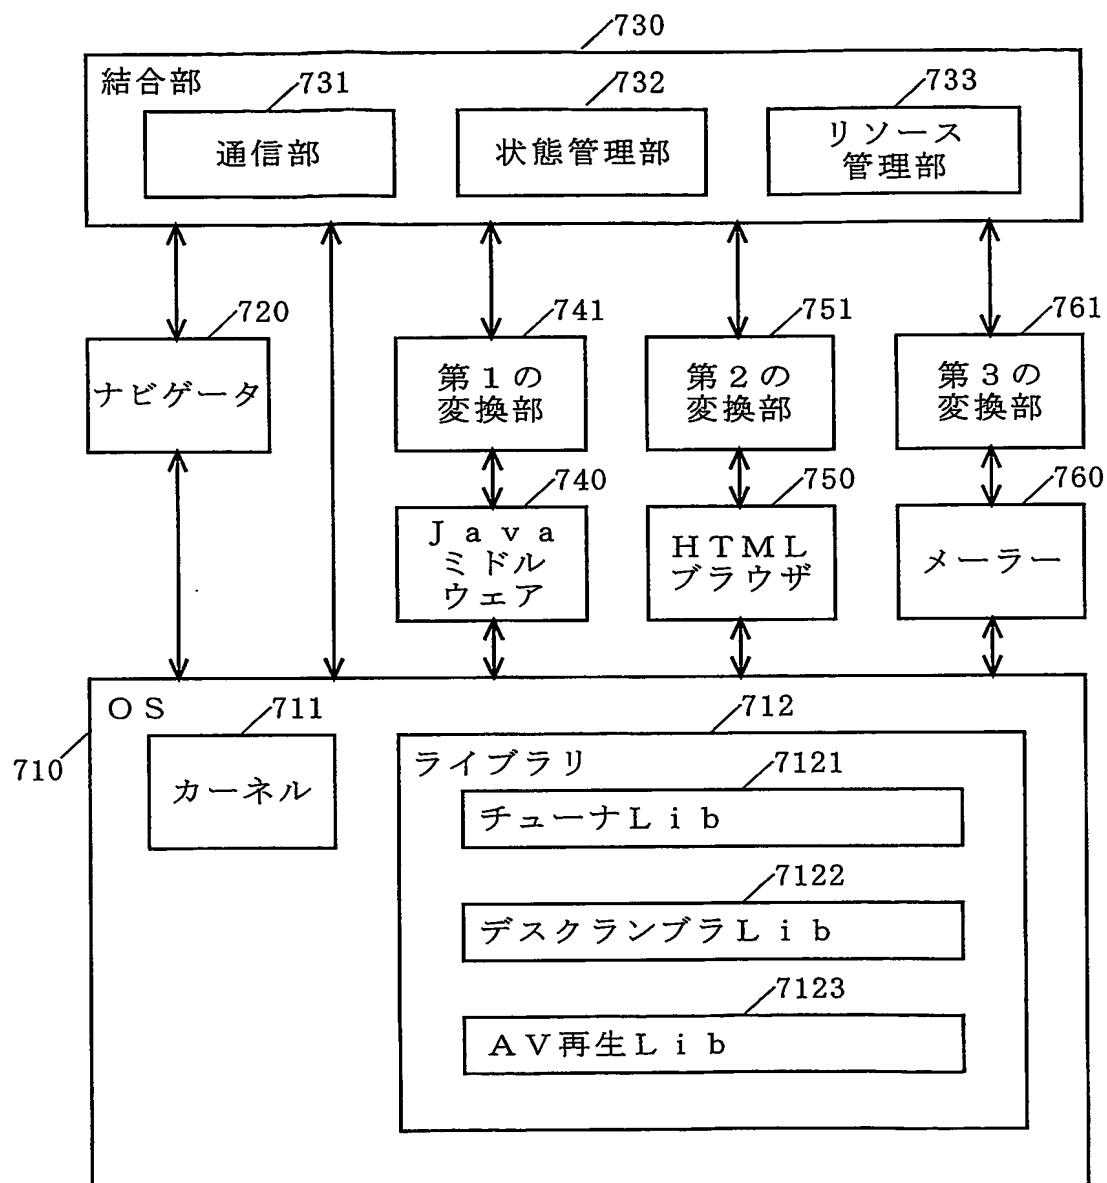 730
結合部
731
732
733
通信部
状態管理部
リソース
管理部
720
741
751
761
ナビゲータ
第1の
変換部
第2の
変換部
第3の
変換部
740
750
760
Java
ミドル
ウェア
HTML
ブラウザ
メーラー
OS
711
712
710
カーネル
ライブラリ
7121
チューナLib
7122
デスクランブラLib
7123
AV再生Lib